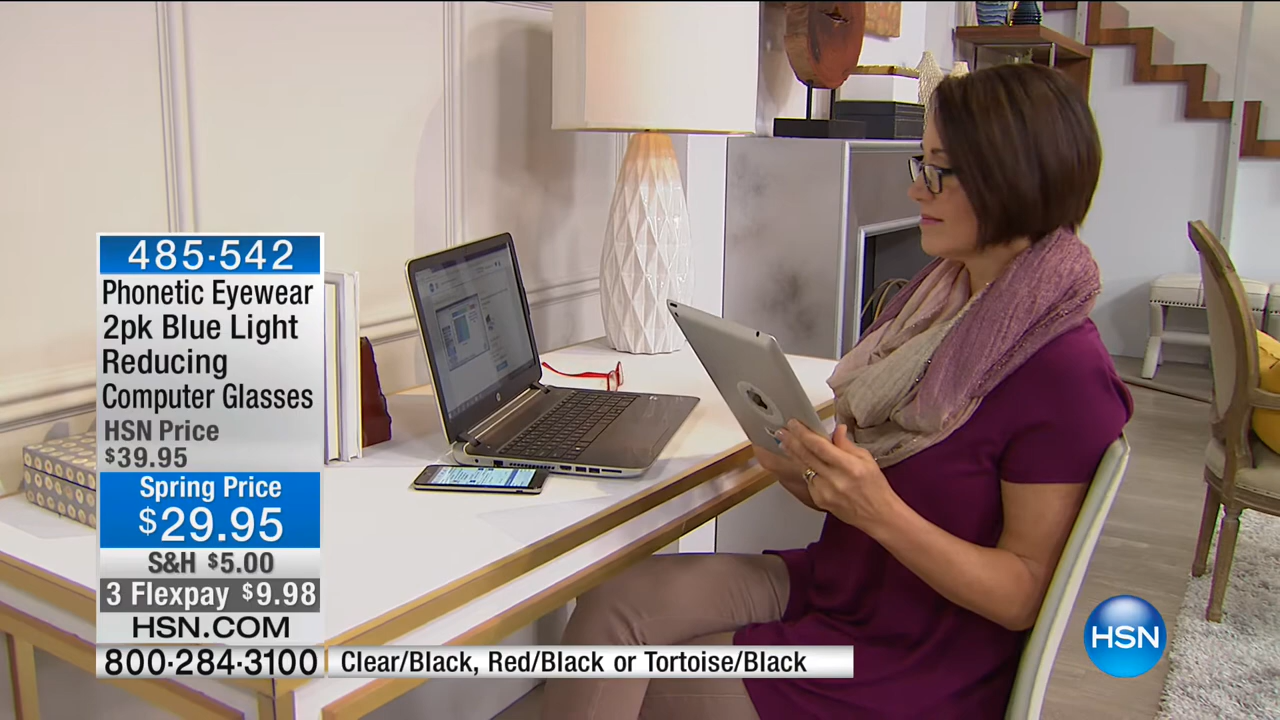 485·542
Phonetic Eyewear
2pk Blue Light
Reducing
Computer Glasses
HSN Price
$39.95
Spring Price
$29.95
S&H $5.00
3 Flexpay $9.98
HSN.COM
800·284·3100
Clear/Black, Red/Black or Tortoise/Black
HSN